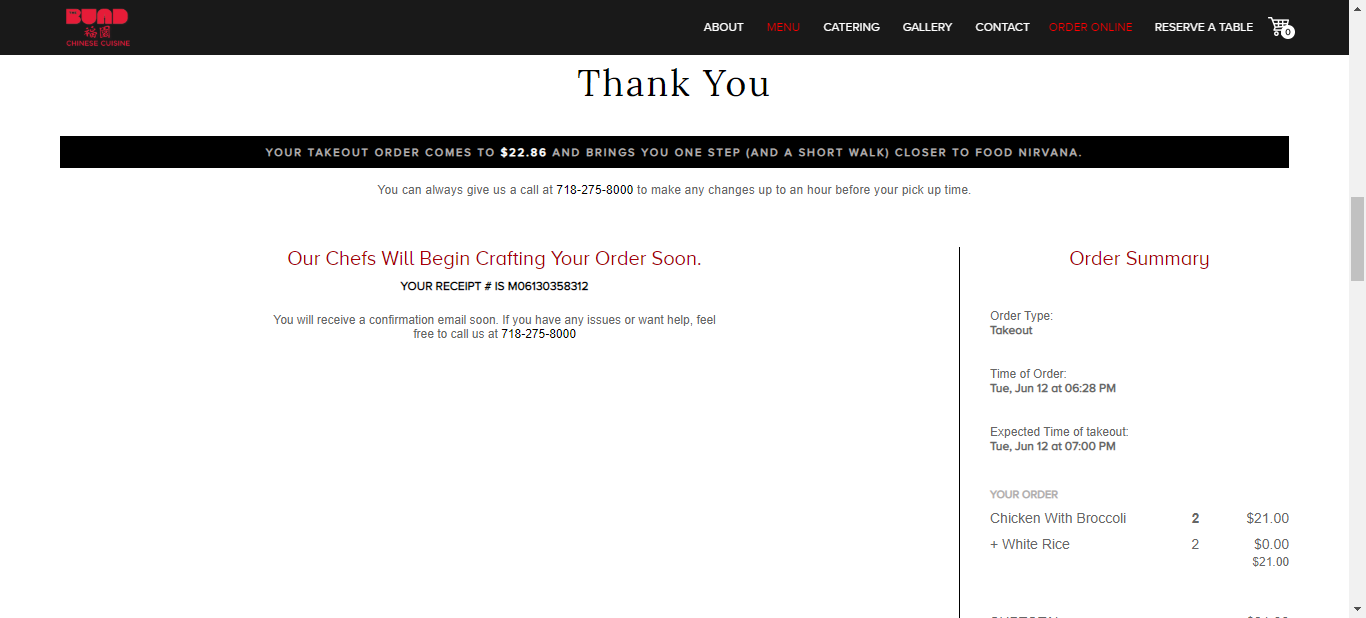 BUND
裕園
CHINESE CUISINE
ABOUT MENU CATERING GALLERY CONTACT ORDER ONLINE RESERVE A TABLE 0
Thank You
YOUR TAKEOUT ORDER COMES TO $22.86 AND BRINGS YOU ONE STEP (AND A SHORT WALK) CLOSER TO FOOD NIRVANA.
You can always give us a call at 718-275-8000 to make any changes up to an hour before your pick up time.
Our Chefs Will Begin Crafting Your Order Soon.
YOUR RECEIPT # IS M06130358312
You will receive a confirmation email soon. If you have any issues or want help, feel
free to call us at 718-275-8000
Order Summary
Order Type:
Takeout
Time of Order:
Tue, Jun 12 at 06:28 PM
Expected Time of takeout:
Tue, Jun 12 at 07:00 PM
YOUR ORDER
Chicken With Broccoli 2 $21.00
+ White Rice 2 $0.00
$21.00